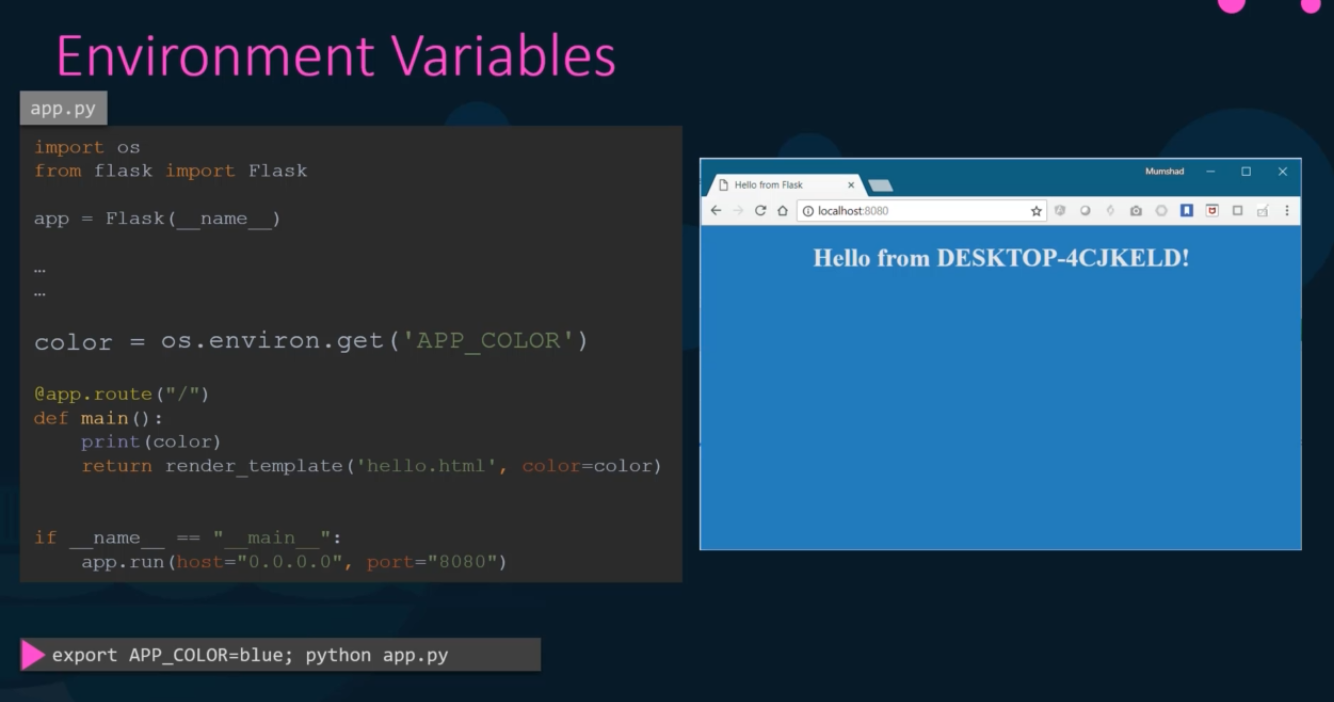 Environment Variables
app.py
import os
from flask import Flask
app = Flask(__name__)
…
…
color = os.environ.get('APP_COLOR')
@app.route("/")
def main():
    print(color)
    return render_template('hello.html', color=color)
if __name__ == "__main__":
    app.run(host="0.0.0.0", port="8080")
export APP_COLOR=blue; python app.py
Mumshad
Hello from Flask
localhost:8080
Hello from DESKTOP-4CJKELD!